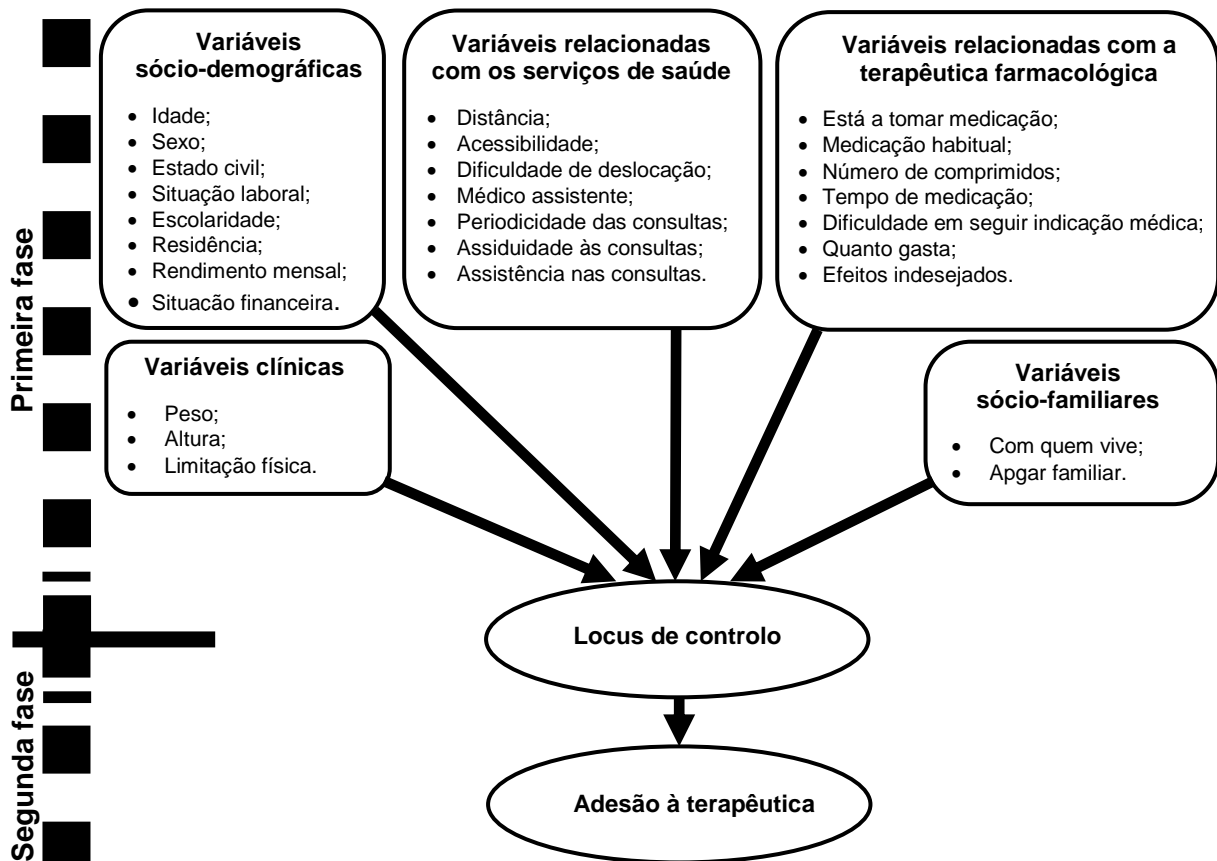 Primeira fase
Variáveis
sócio-demográficas
• Idade;
• Sexo;
• Estado civil;
• Situação laboral;
• Escolaridade;
• Residência;
• Rendimento mensal;
• Situacão financeira.
Variáveis relacionadas
com os serviços de saúde
• Distância;
• Acessibilidade;
• Dificuldade de deslocação;
• Médico assistente;
• Periodicidade das consultas;
• Assiduidade às consultas;
• Assistência nas consultas.
Variáveis relacionadas com a
terapêutica farmacológica
• Está a tomar medicação;
• Medicação habitual;
• Número de comprimidos;
• Tempo de medicação;
• Dificuldade em seguir indicação médica;
• Quanto gasta;
• Efeitos indesejados.
Variáveis clínicas
• Peso;
• Altura;
• Limitação física.
Variáveis
sócio-familiares
• Com quem vive;
• Apgar familiar.
Locus de controlo
Segunda fase
Adesão à terapêutica